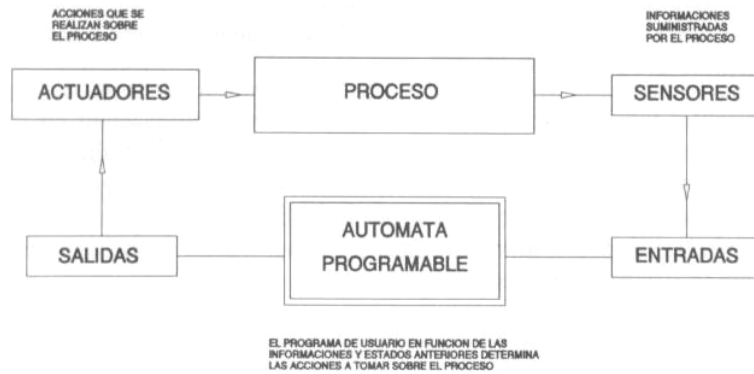 ACCIONES QUE SE
REALIZAN SOBRE
EL PROCESO
INFORMACIONES
SUMINISTRADAS
POR EL PROCESO
ACTUADORES
PROCESO
SENSORES
SALIDAS
AUTOMATA
PROGRAMABLE
ENTRADAS
EL PROGRAMA DE USUARIO EN FUNCION DE LAS
INFORMACIONES Y ESTADOS ANTERIORES DETERMINA
LAS ACCIONES A TOMAR SOBRE EL PROCESO